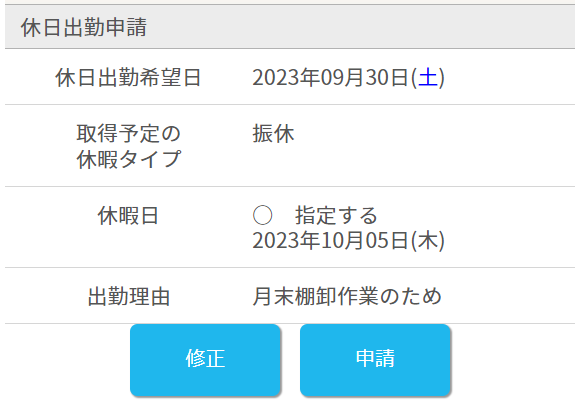 休日出勤申請
休日出勤希望日 2023年09月30日(土)
取得予定の
休暇タイプ
振休
休暇日
○ 指定する
2023年10月05日(木)
出勤理由 月末棚卸作業のため
修正 申請